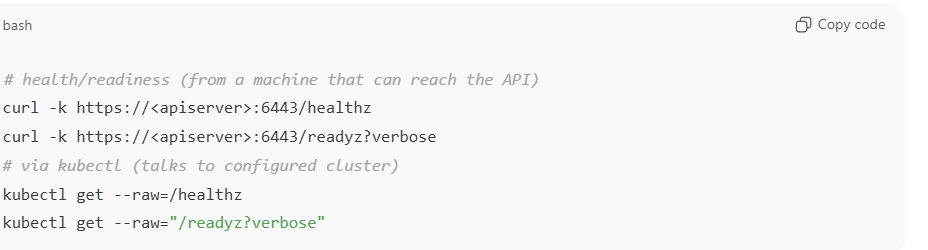 bash
Copy code
# health/readiness (from a machine that can reach the API)
curl -k https://<apiserver>:6443/healthz
curl -k https://<apiserver>:6443/readyz?verbose
# via kubectl (talks to configured cluster)
kubectl get --raw=/healthz
kubectl get --raw="/readyz?verbose"